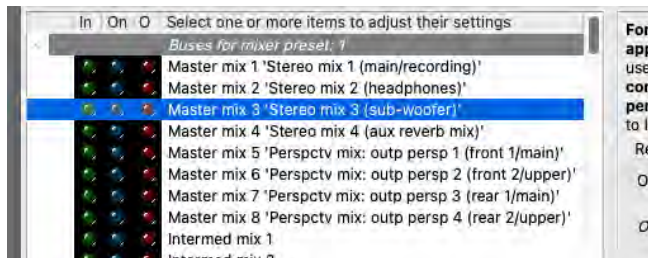 In On O Select one or more items to adjust their settings
Buses for mixer preset: 1
Master mix 1 'Stereo mix 1 (main/recording)'
Master mix 2 'Stereo mix 2 (headphones)'
Master mix 3 'Stereo mix 3 (sub-woofer)'
Master mix 4 'Stereo mix 4 (aux reverb mix)'
Master mix 5 'Perspctv mix: outp persp 1 (front 1/main)'
Master mix 6 'Perspctv mix: outp persp 2 (front 2/upper)'
Master mix 7 'Perspctv mix: outp persp 3 (rear 1/main)'
Master mix 8 'Perspctv mix: outp persp 4 (rear 2/upper)'
Intermed mix 1
For
app
use
con
per
to l
Re
O
O